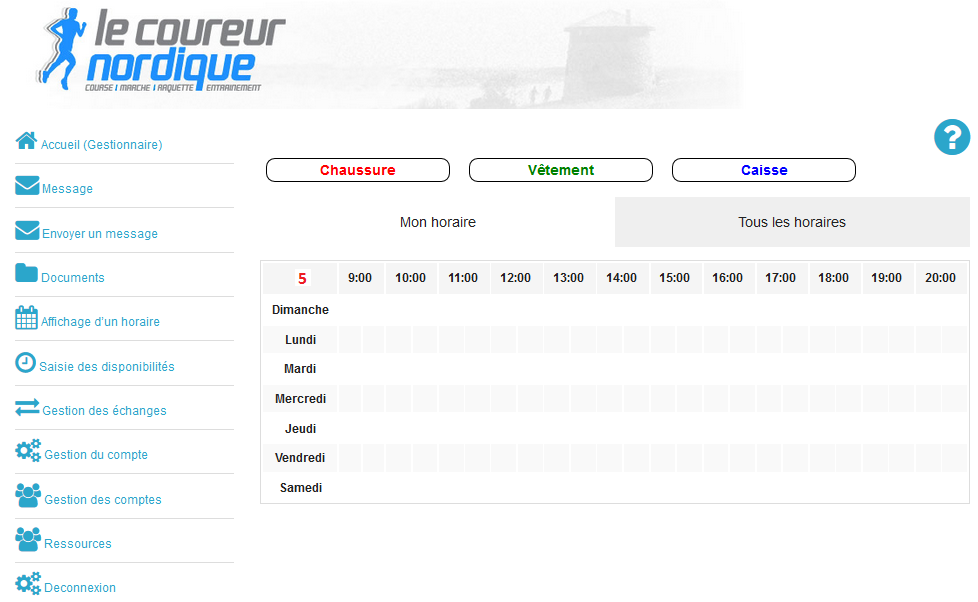 le coureur
nordique
COURSE | MARCHE | RAQUETTE | ENTRAINEMENT
Accueil (Gestionnaire)
Message
Envoyer un message
Documents
Affichage d'un horaire
Saisie des disponibilités
Gestion des échanges
Gestion du compte
Gestion des comptes
Ressources
Deconnexion
?
Chaussure Vêtement Caisse
Mon horaire Tous les horaires
5 9:00 10:00 11:00 12:00 13:00 14:00 15:00 16:00 17:00 18:00 19:00 20:00
Dimanche
Lundi
Mardi
Mercredi
Jeudi
Vendredi
Samedi